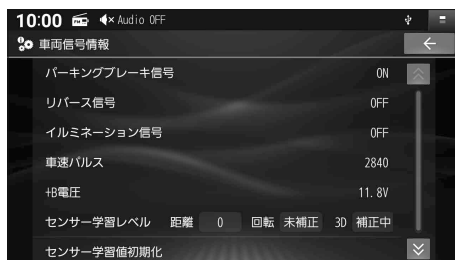 10:00 Audio OFF
車両信号情報
パーキングブレーキ信号 ON
リバース信号 OFF
イルミネーション信号 OFF
車速パルス 2840
+B電圧 11.8V
センサー学習レベル 距離 0 回転 未補正 3D 補正中
センサー学習値初期化